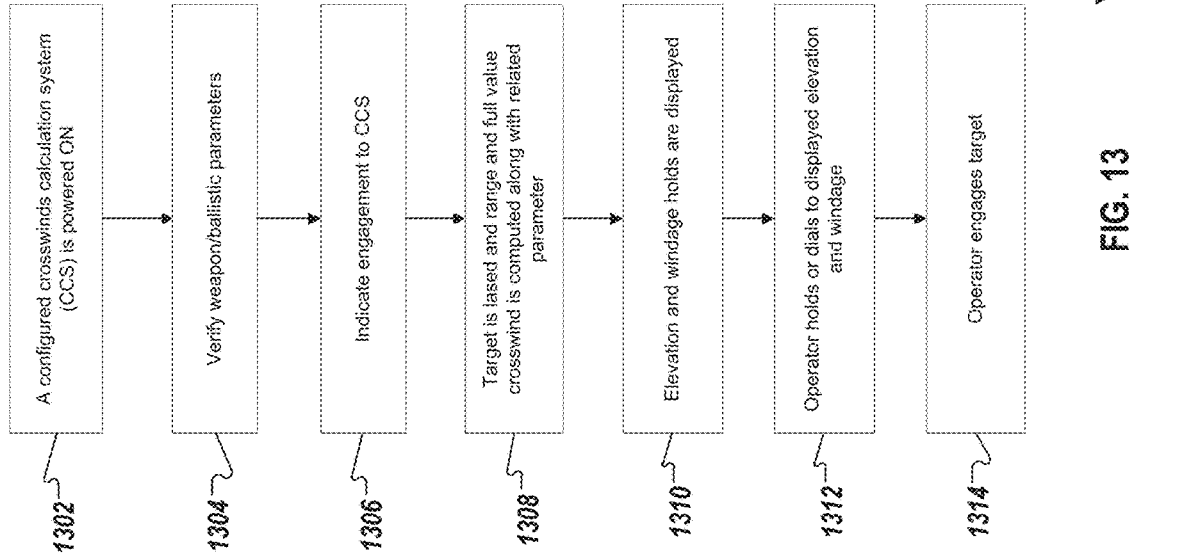 1302
A configured crosswinds calculation system
(CCS) is powered ON
1304
Verify weapon/ballistic parameters
1306
Indicate engagement to CCS
1308
Target is lased and range and full value
crosswind is computed along with related
parameter
1310
Elevation and windage holds are displayed
1312
Operator holds or dials to displayed elevation
and windage
1314
Operator engages target
FIG. 13